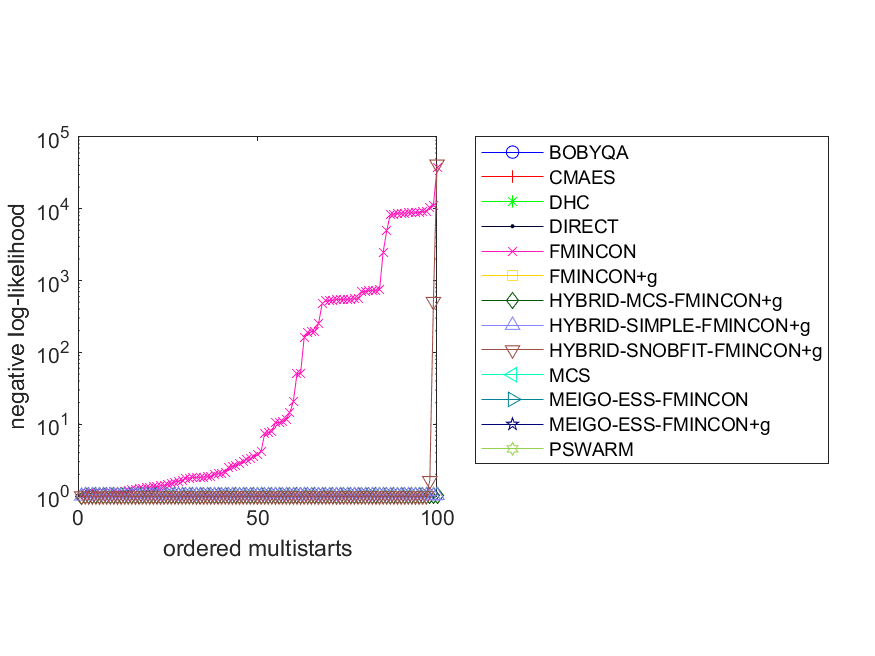 10^5
10^4
10^3
10^2
10^1
10^0
0
50
100
ordered multistarts
negative log-likelihood
BOBYQA
CMAES
DHC
DIRECT
FMINCON
FMINCON+g
HYBRID-MCS-FMINCON+g
HYBRID-SIMPLE-FMINCON+g
HYBRID-SNOBFIT-FMINCON+g
MCS
MEIGO-ESS-FMINCON
MEIGO-ESS-FMINCON+g
PSWARM